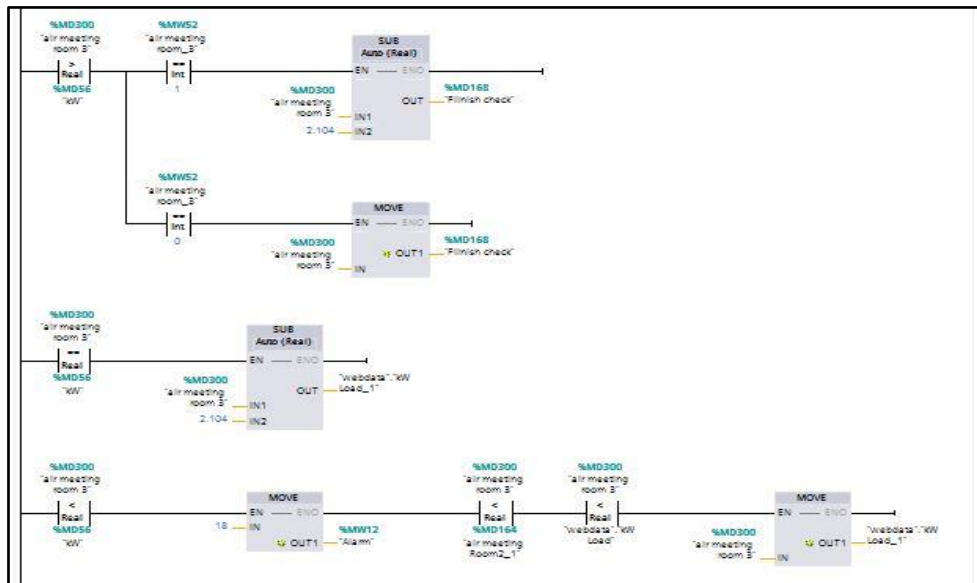 %MD300
"air meeting
room 3"
>
Real
%MD56
"kW"
%MW52
"air meeting
room_3"
==
Int
1
SUB
Auto (Real)
EN — ENO
%MD300
"air meeting
room 3"
IN1
2.104
IN2
OUT
%MD168
"Fiinish check"
%MW52
"air meeting
room_3"
==
Int
0
MOVE
EN — ENO
%MD300
"air meeting
room 3"
IN
OUT1
%MD168
"Fiinish check"
%MD300
"air meeting
room 3"
==
Real
%MD56
"kW"
SUB
Auto (Real)
EN — ENO
%MD300
"air meeting
room 3"
IN1
2.104
IN2
OUT
"webdata"."kW
Load_1"
%MD300
"air meeting
room 3"
<
Real
%MD56
"kW"
MOVE
EN — ENO
18
IN
OUT1
%MW12
"Alarm"
%MD300
"air meeting
room 3"
<
Real
%MD164
"air meeting
Room2_1"
%MD300
"air meeting
room 3"
<
Real
"webdata"."kW
Load"
MOVE
EN — ENO
%MD300
"air meeting
room 3"
IN
OUT1
"webdata"."kW
Load_1"